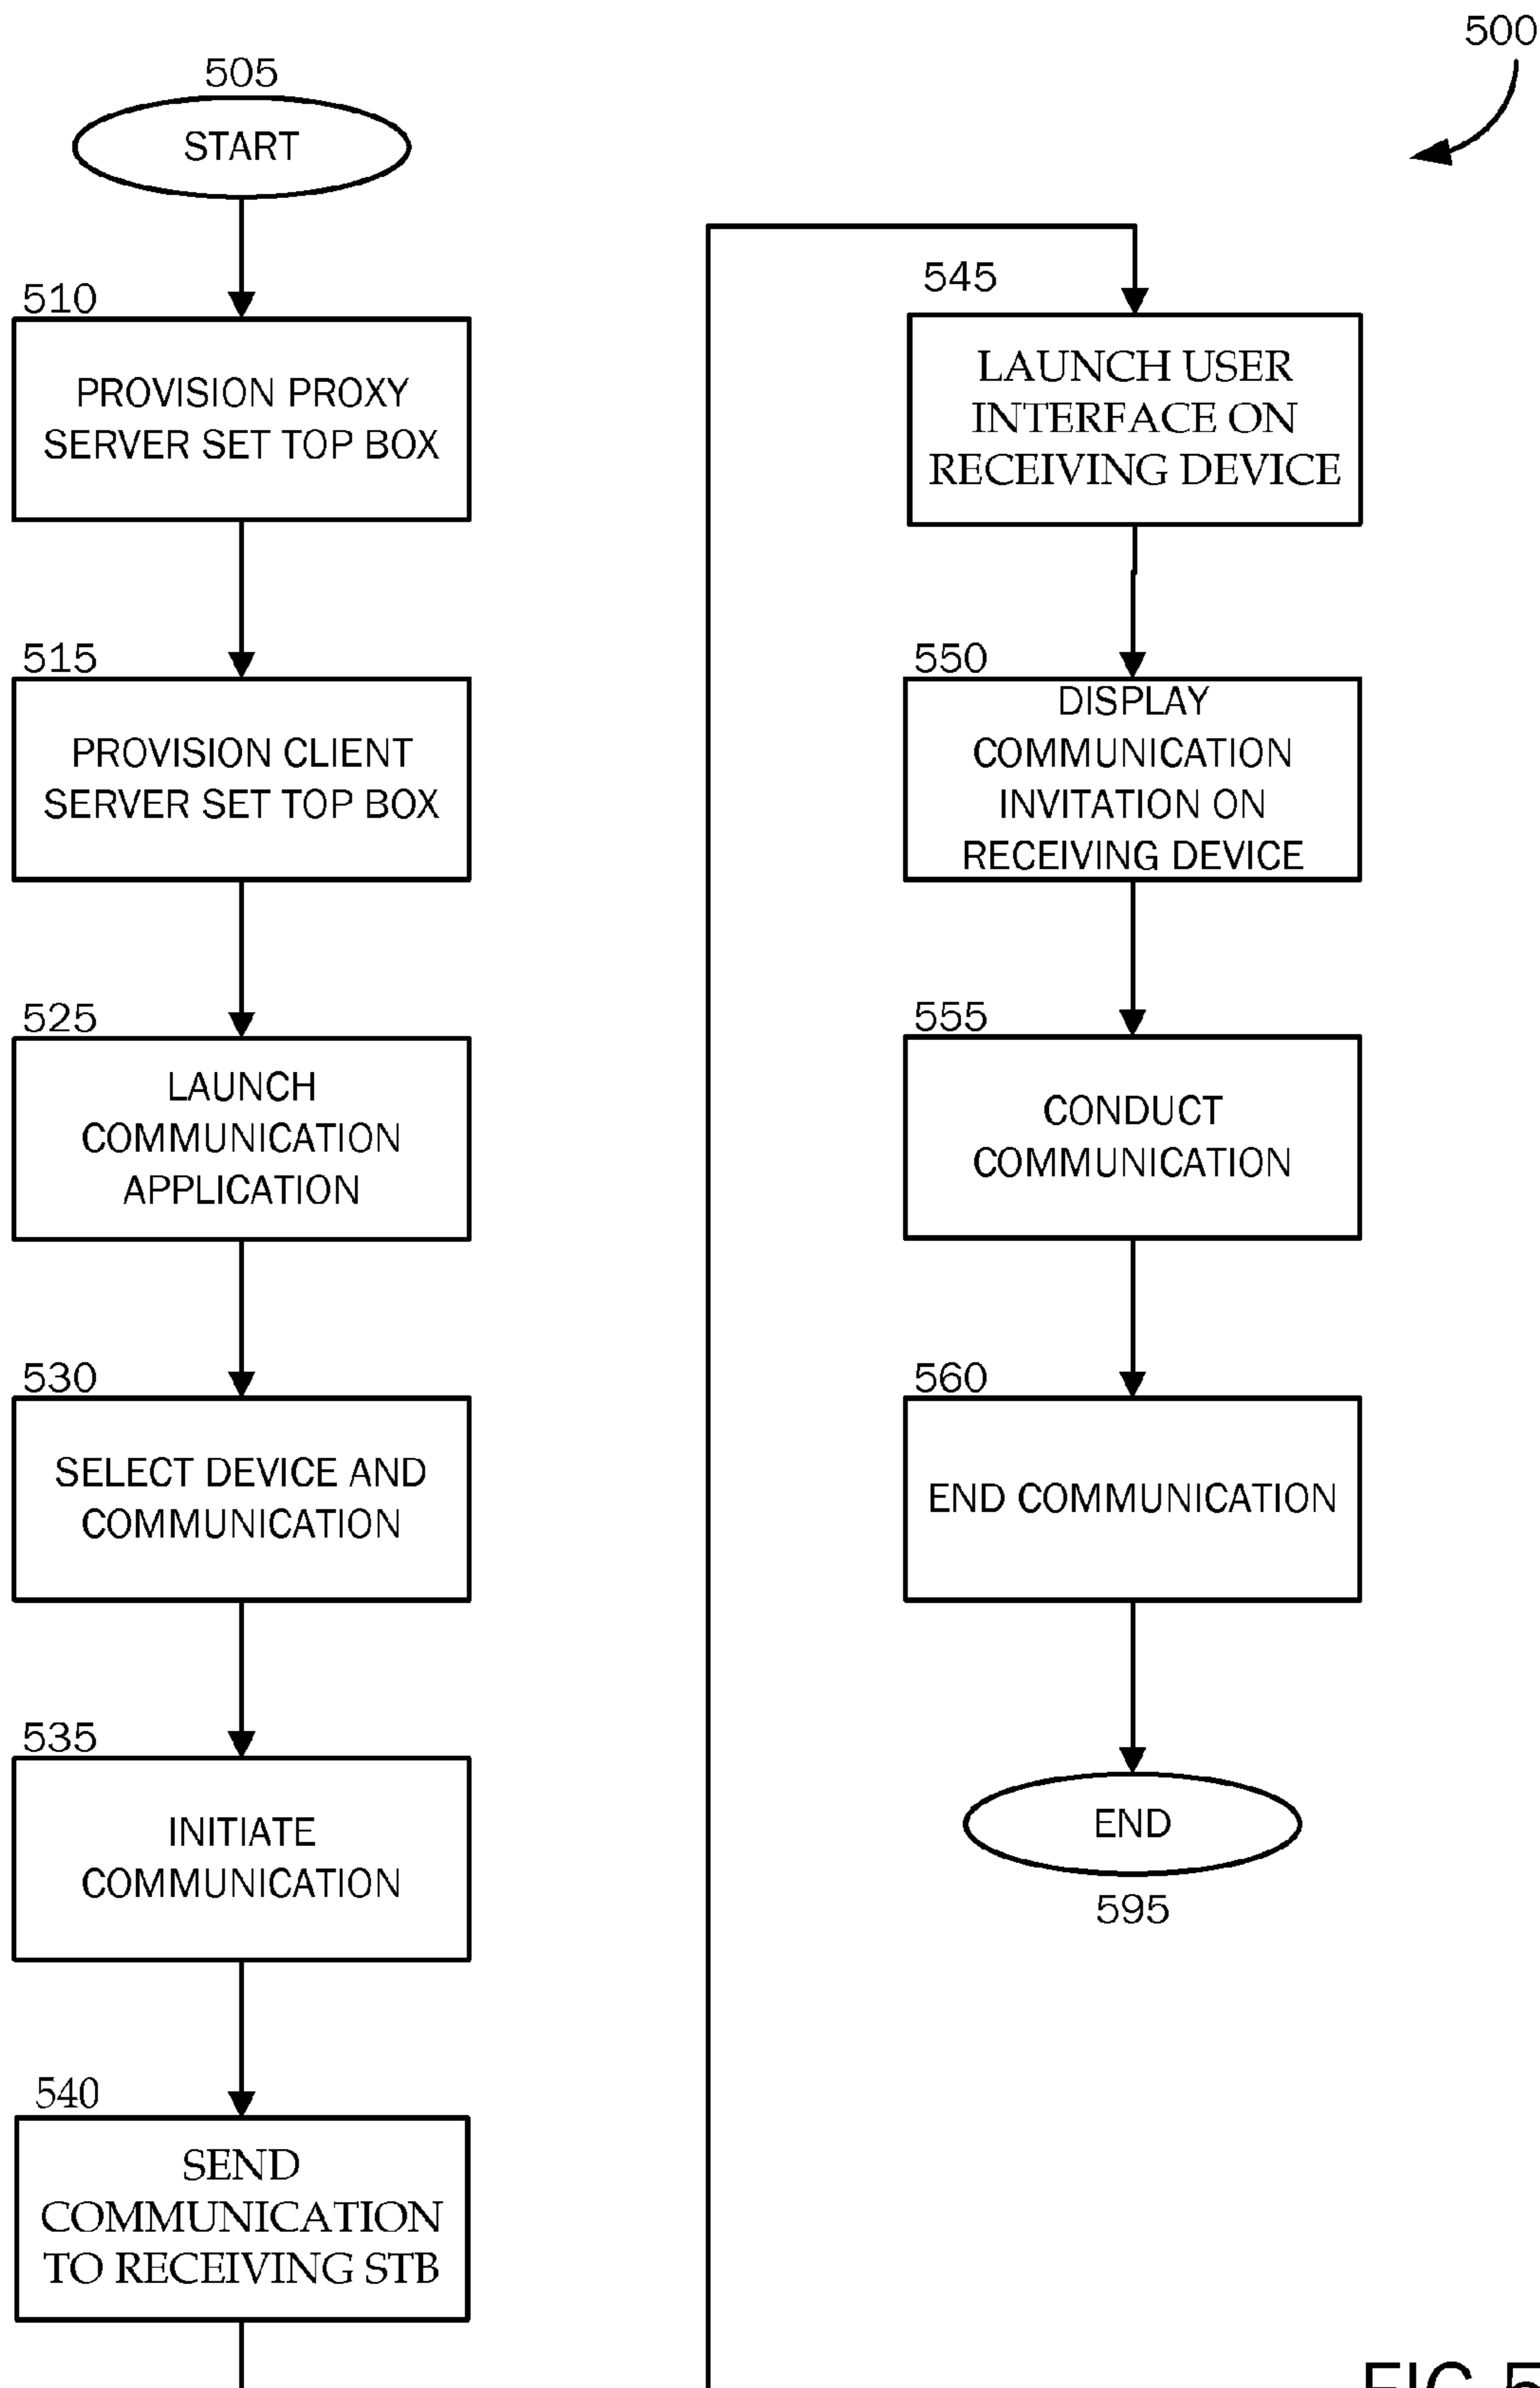 500
505
START
510
PROVISION PROXY
SERVER SET TOP BOX
515
PROVISION CLIENT
SERVER SET TOP BOX
525
LAUNCH
COMMUNICATION
APPLICATION
530
SELECT DEVICE AND
COMMUNICATION
535
INITIATE
COMMUNICATION
540
SEND
COMMUNICATION
TO RECEIVING STB
545
LAUNCH USER
INTERFACE ON
RECEIVING DEVICE
550
DISPLAY
COMMUNICATION
INVITATION ON
RECEIVING DEVICE
555
CONDUCT
COMMUNICATION
560
END COMMUNICATION
END
595
FIG 5